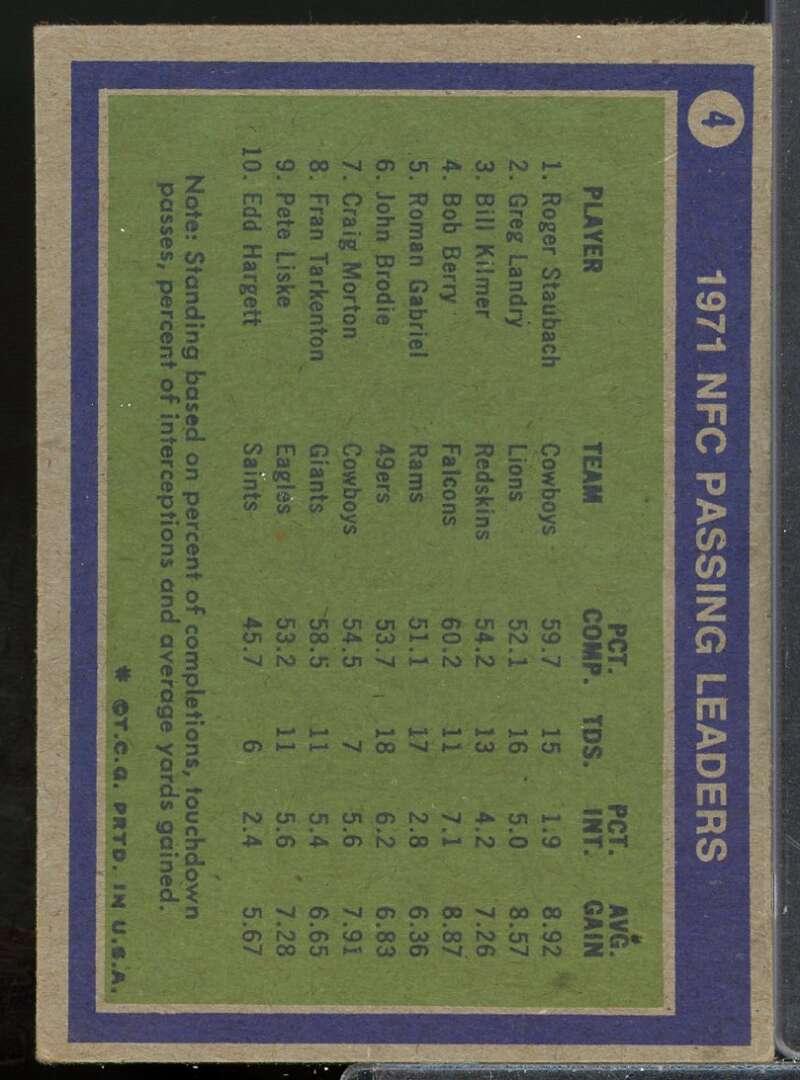 4
1971 NFC PASSING LEADERS
PLAYER TEAM PCT. COMP. TDS. PCT. INT. AVG. GAIN
1. Roger Staubach Cowboys 59.7 15 1.9 8.92
2. Greg Landry Lions 52.1 16 5.0 8.57
3. Bill Kilmer Redskins 54.2 13 4.2 7.26
4. Bob Berry Falcons 60.2 11 7.1 8.87
5. Roman Gabriel Rams 51.1 17 2.8 6.36
6. John Brodie 49ers 53.7 18 6.2 6.83
7. Craig Morton Cowboys 54.5 7 5.6 7.91
8. Fran Tarkenton Giants 58.5 11 5.4 6.65
9. Pete Liske Eagles 53.2 11 5.6 7.28
10. Edd Hargett Saints 45.7 6 2.4 5.67
Note: Standing based on percent of completions, touchdown
passes, percent of interceptions and average yards gained.
* ©T.C.G. PRTD. IN U.S.A.